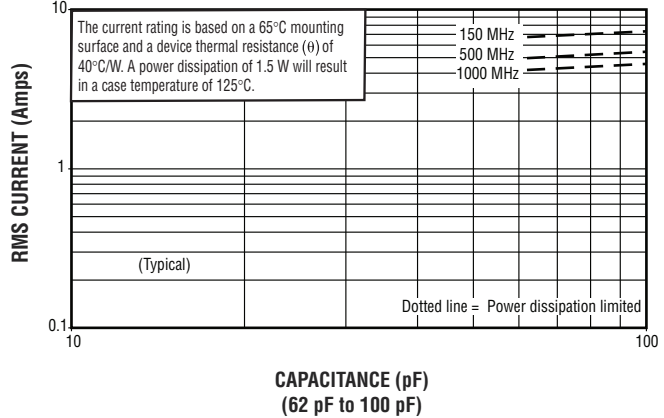 10
The current rating is based on a 65°C mounting
surface and a device thermal resistance (θ) of
40°C/W. A power dissipation of 1.5 W will result
in a case temperature of 125°C.
150 MHz
500 MHz
1000 MHz
RMS CURRENT (Amps)
1
(Typical)
Dotted line = Power dissipation limited
0.1
10
100
CAPACITANCE (pF)
(62 pF to 100 pF)